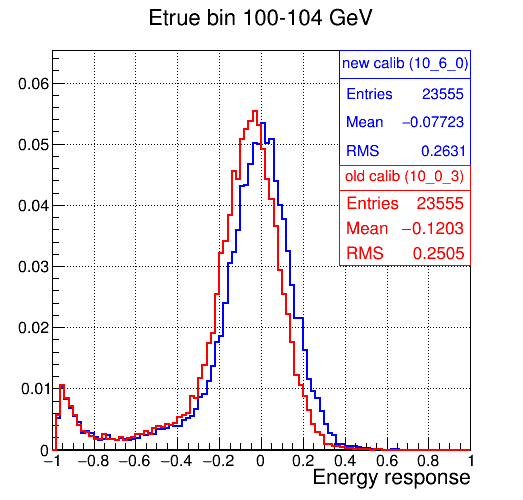 Etrue bin 100-104 GeV
new calib (10_6_0)
Entries 23555
Mean −0.07723
RMS 0.2631
old calib (10_0_3)
Entries 23555
Mean −0.1203
RMS 0.2505
0.06
0.05
0.04
0.03
0.02
0.01
0
−1 −0.8 −0.6 −0.4 −0.2 0 0.2 0.4 0.6 0.8 1
Energy response